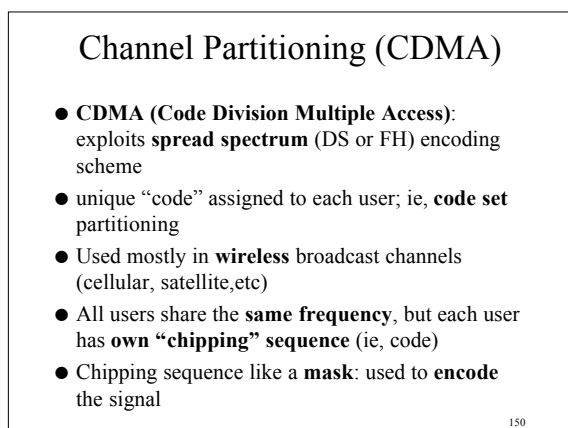 Channel Partitioning (CDMA)
● CDMA (Code Division Multiple Access):
exploits spread spectrum (DS or FH) encoding
scheme
● unique “code” assigned to each user; ie, code set
partitioning
● Used mostly in wireless broadcast channels
(cellular, satellite,etc)
● All users share the same frequency, but each user
has own “chipping” sequence (ie, code)
● Chipping sequence like a mask: used to encode
the signal
150